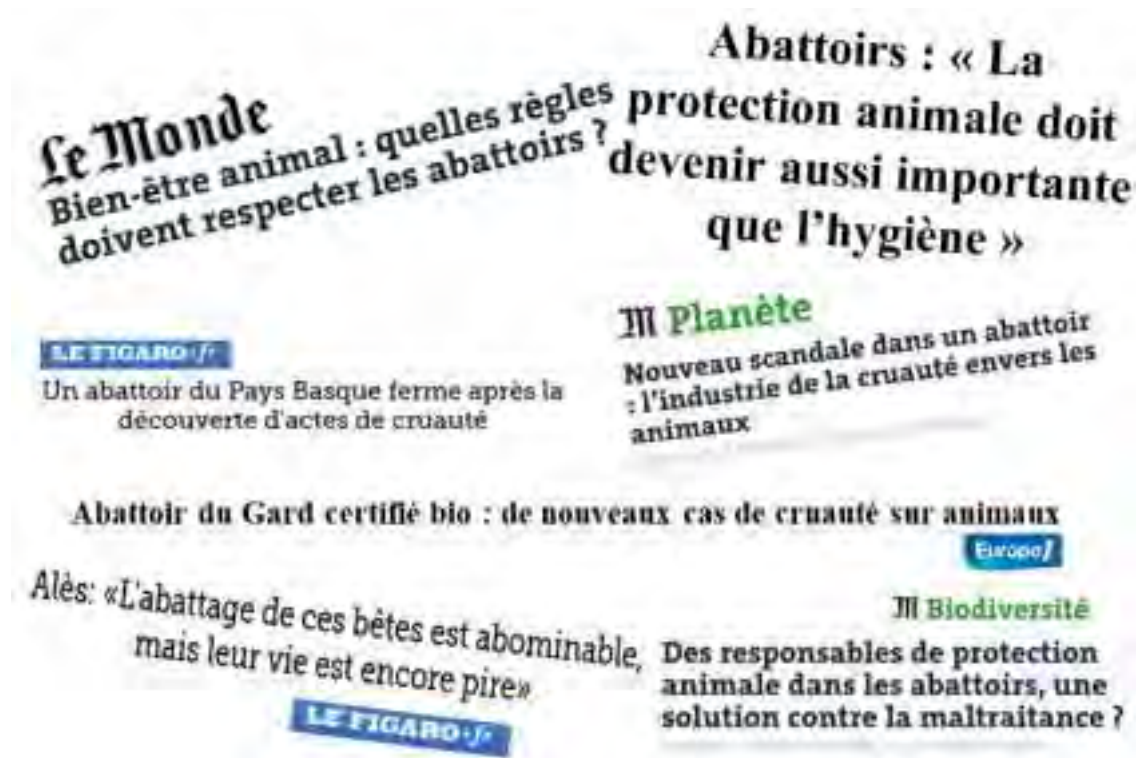 Le Monde
Bien-être animal : quelles règles
doivent respecter les abattoirs ?
Abattoirs : « La
protection animale doit
devenir aussi importante
que l'hygiène »
LE FIGARO·fr
Un abattoir du Pays Basque ferme après la
découverte d'actes de cruauté
M Planète
Nouveau scandale dans un abattoir
: l'industrie de la cruauté envers les
animaux
Abattoir du Gard certifié bio : de nouveaux cas de cruauté sur animaux
Europe 1
Alès: «L'abattage de ces bêtes est abominable,
mais leur vie est encore pire»
LE FIGARO·fr
M Biodiversité
Des responsables de protection
animale dans les abattoirs, une
solution contre la maltraitance ?